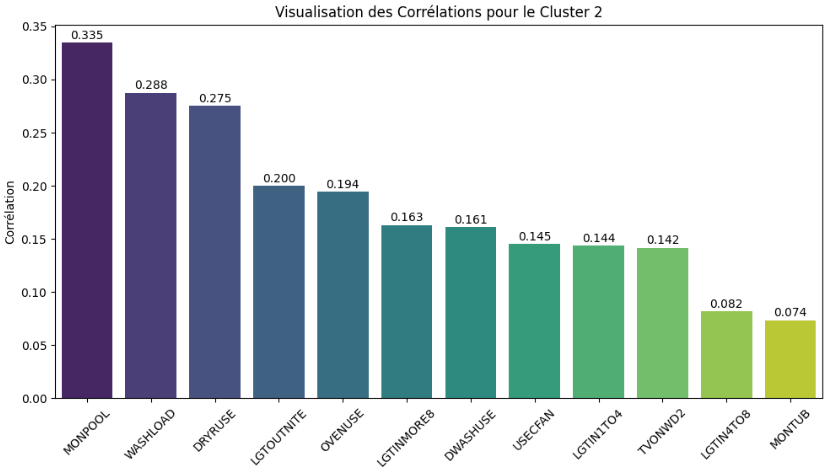 Visualisation des Corrélations pour le Cluster 2
Corrélation
0.35
0.30
0.25
0.20
0.15
0.10
0.05
0.00
0.335
0.288
0.275
0.200
0.194
0.163
0.161
0.145
0.144
0.142
0.082
0.074
MONPOOL
WASHLOAD
DRYRUSE
LGTOUTNITE
OVENUSE
LGTINMORE8
DWASHUSE
USECFAN
LGTIN1TO4
TVONWD2
LGTIN4TO8
MONTUB